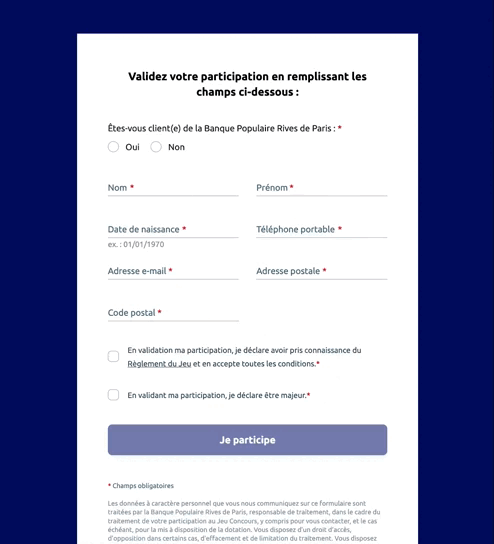 Validez votre participation en remplissant les
champs ci-dessous :
Êtes-vous client(e) de la Banque Populaire Rives de Paris : *
Oui Non
Nom * Prénom *
Date de naissance * Téléphone portable *
ex. : 01/01/1970
Adresse e-mail * Adresse postale *
Code postal *
En validation ma participation, je déclare avoir pris connaissance du
Règlement du Jeu et en accepte toutes les conditions.*
En validant ma participation, je déclare être majeur.*
Je participe
* Champs obligatoires
Les données à caractère personnel que vous nous communiquez sur ce formulaire sont
traitées par la Banque Populaire Rives de Paris, responsable de traitement, dans le cadre du
traitement de votre participation au Jeu Concours, y compris pour vous contacter, et le cas
échéant, pour la mis à disposition de la dotation. Vous disposez d'un droit d'accès,
d'opposition dans certains cas, d'effacement et de limitation du traitement. Vous disposez